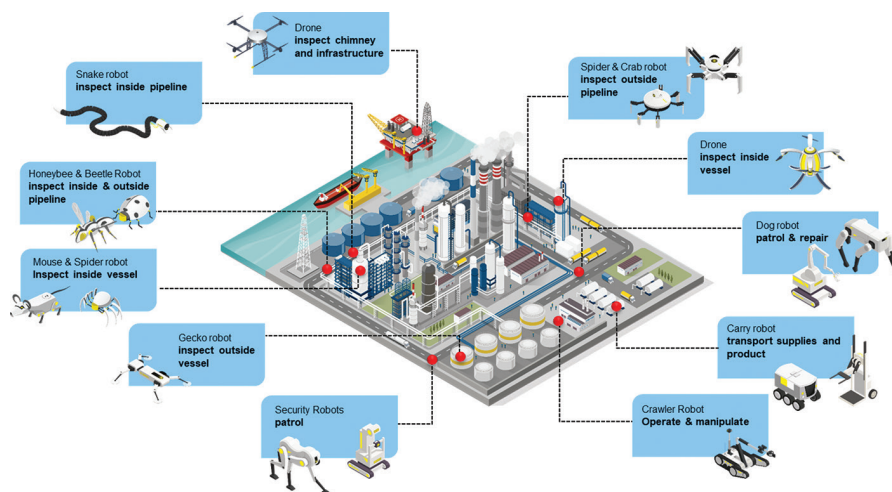 Drone
inspect chimney
and infrastructure
Snake robot
inspect inside pipeline
Spider & Crab robot
inspect outside
pipeline
Drone
inspect inside
vessel
Honeybee & Beetle Robot
inspect inside & outside
pipeline
Dog robot
patrol & repair
Mouse & Spider robot
Inspect inside vessel
Gecko robot
inspect outside
vessel
Carry robot
transport supplies and
product
Security Robots
patrol
Crawler Robot
Operate & manipulate